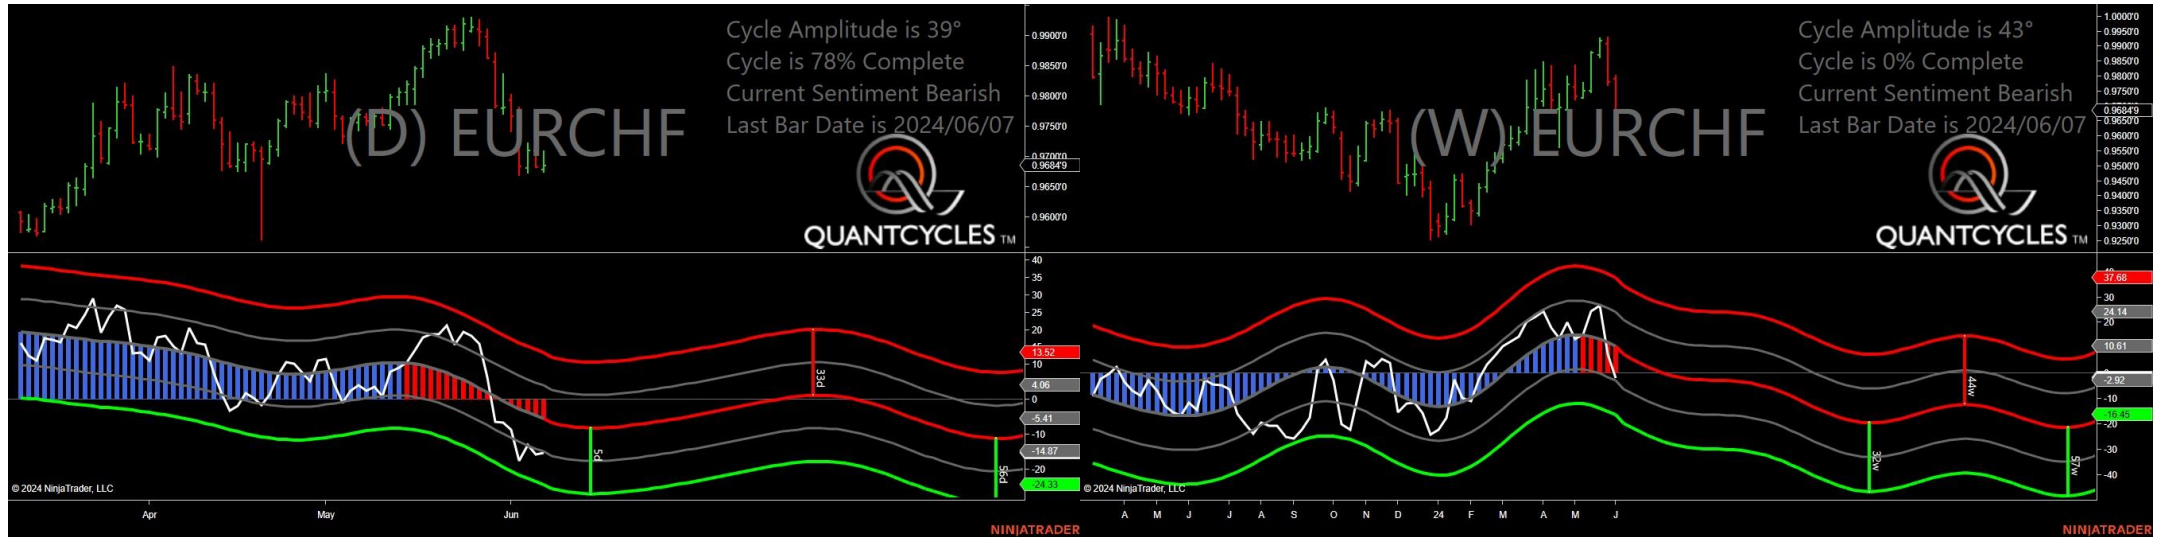 Cycle Amplitude is 39°
Cycle is 78% Complete
Current Sentiment Bearish
Last Bar Date is 2024/06/07
(D) EURCHF
QUANTCYCLES TM
0.9900'0
0.9850'0
0.9800'0
0.9750'0
0.9700'0
0.9684'9
0.9650'0
0.9600'0
40
35
30
25
20
15
13.52
10
4.06
0
-5.41
-10
-14.87
-20
-24.33
5d
33d
56d
© 2024 NinjaTrader, LLC
Apr May Jun
NINJATRADER
Cycle Amplitude is 43°
Cycle is 0% Complete
Current Sentiment Bearish
Last Bar Date is 2024/06/07
(W) EURCHF
QUANTCYCLES TM
1.0000'0
0.9950'0
0.9900'0
0.9850'0
0.9800'0
0.9750'0
0.9684'9
0.9650'0
0.9600'0
0.9550'0
0.9500'0
0.9450'0
0.9400'0
0.9350'0
0.9300'0
0.9250'0
37.68
30
24.14
20
10.61
-2.92
-10
-16.45
-20
-30
-40
32w
44w
57w
© 2024 NinjaTrader, LLC
A M J J A S O N D 24 F M A M J
NINJATRADER